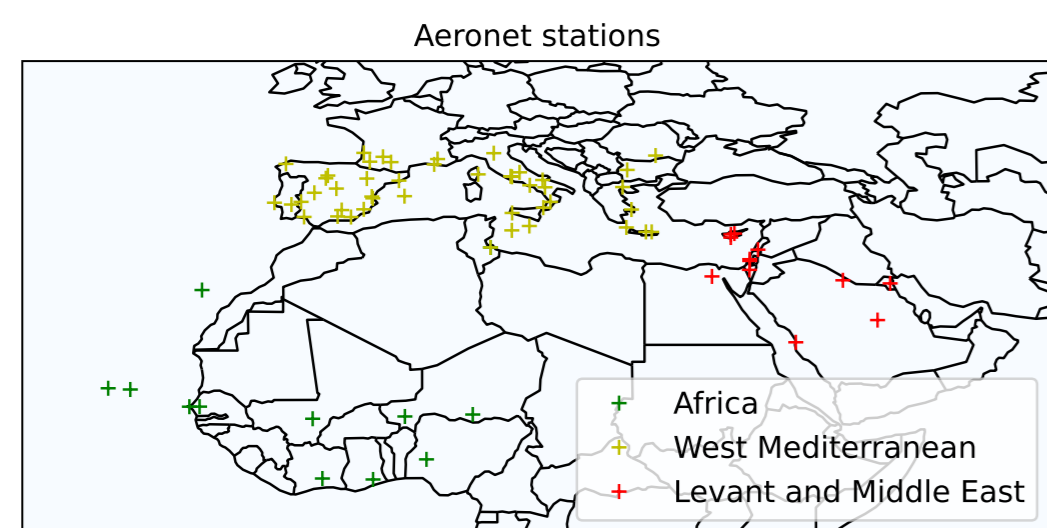 Aeronet stations
Africa
West Mediterranean
Levant and Middle East